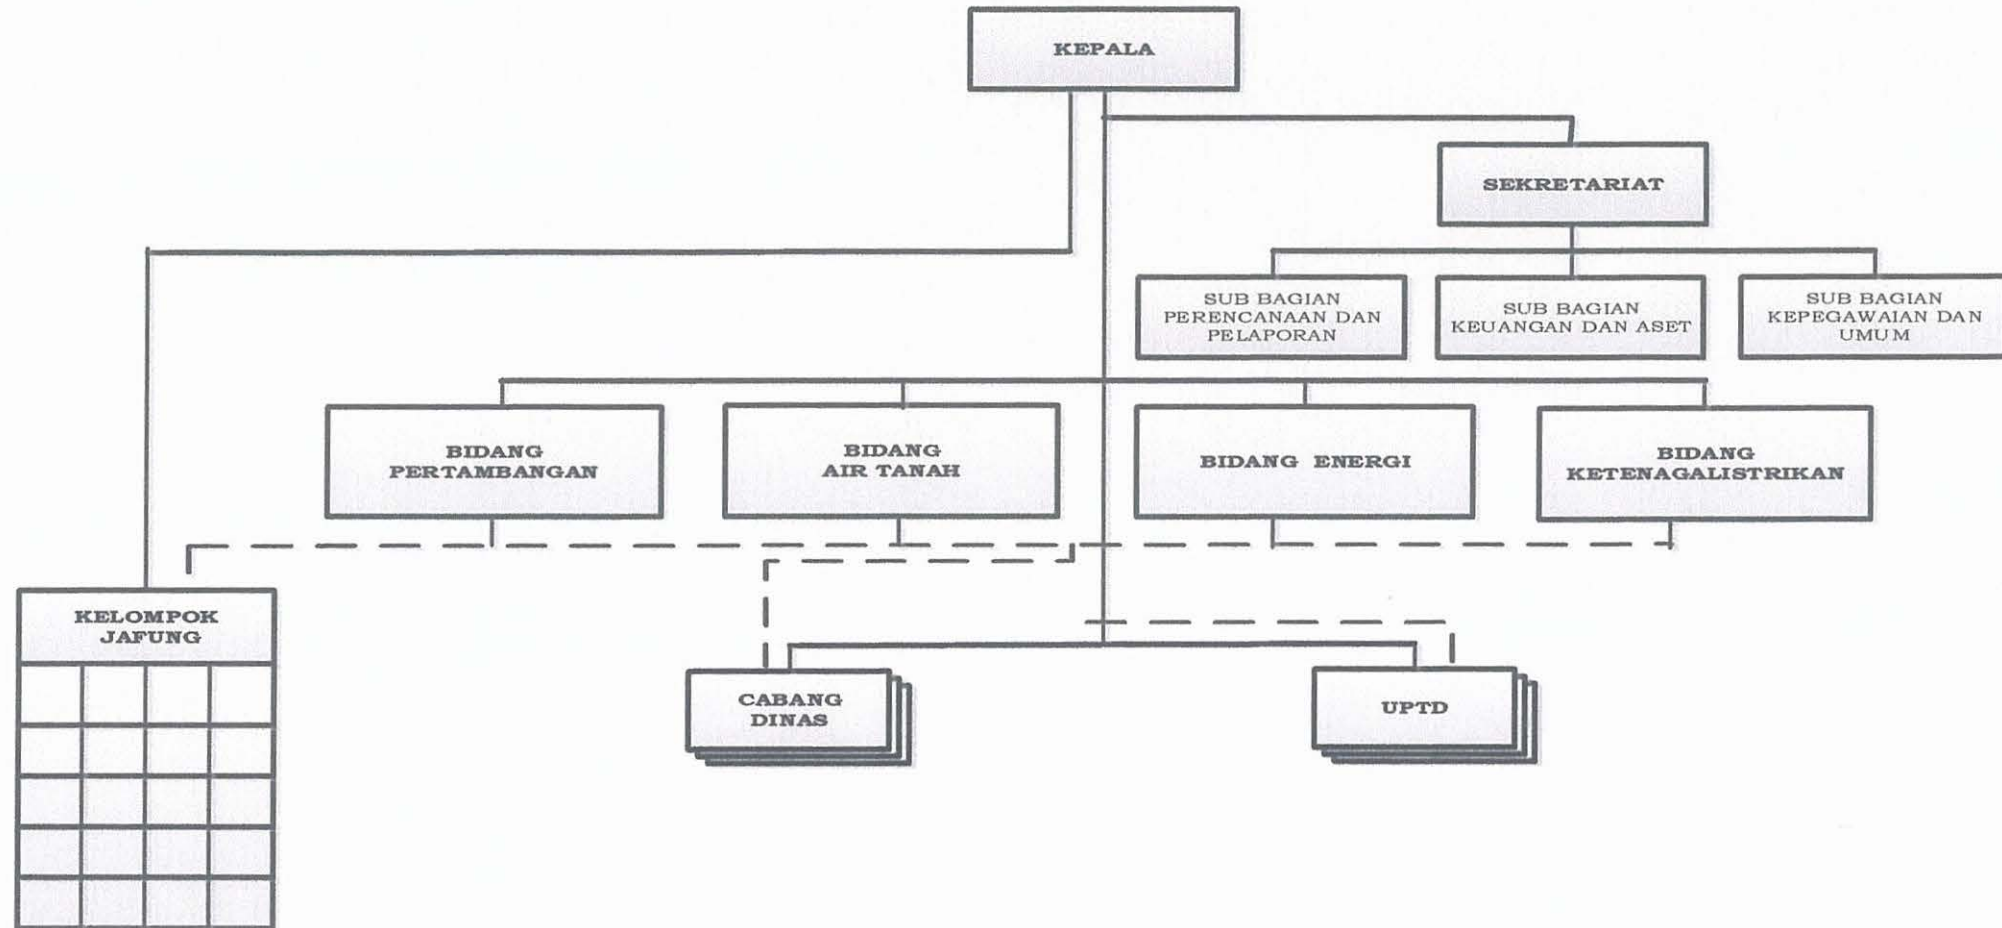 KEPALA
SEKRETARIAT
SUB BAGIAN
PERENCANAAN DAN
PELAPORAN
SUB BAGIAN
KEUANGAN DAN ASET
SUB BAGIAN
KEPEGAWAIAN DAN
UMUM
BIDANG
PERTAMBANGAN
BIDANG
AIR TANAH
BIDANG ENERGI
BIDANG
KETENAGALISTRIKAN
KELOMPOK
JAFUNG
CABANG
DINAS
UPTD